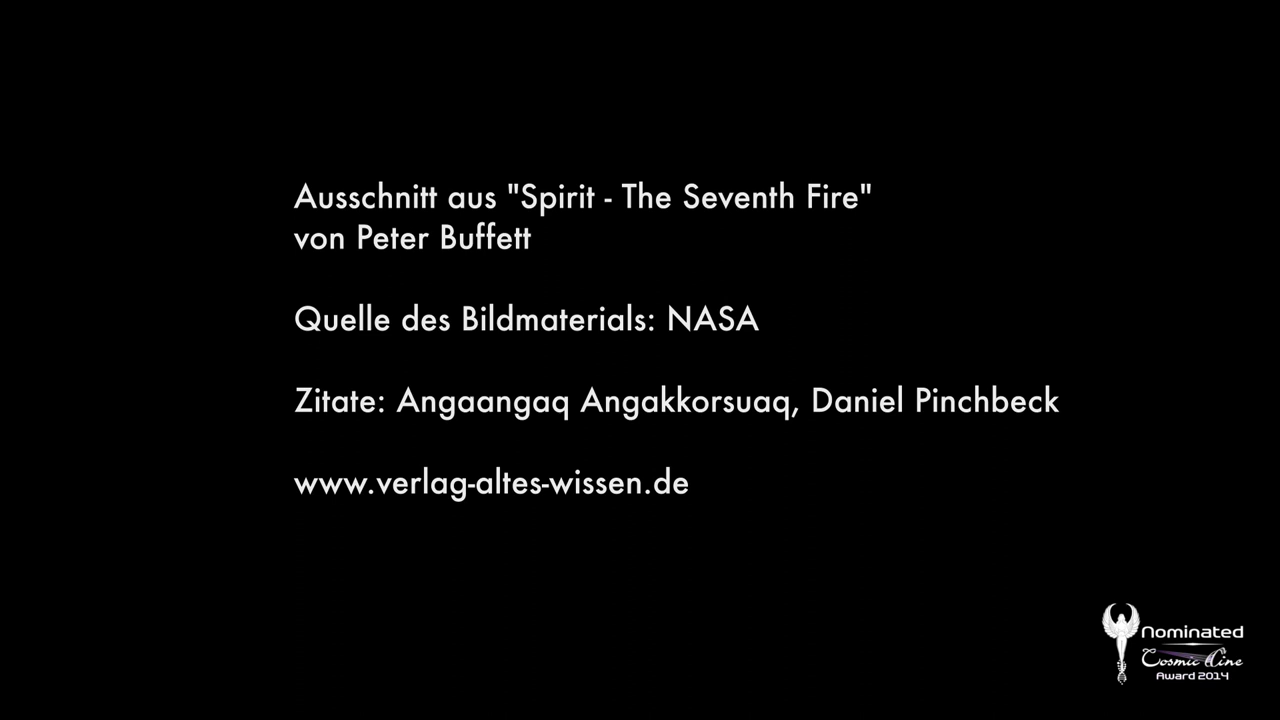 Ausschnitt aus "Spirit - The Seventh Fire"
von Peter Buffett
Quelle des Bildmaterials: NASA
Zitate: Angaangaq Angakkorsuaq, Daniel Pinchbeck
www.verlag-altes-wissen.de
Nominated
Cosmic Cine
Award 2014